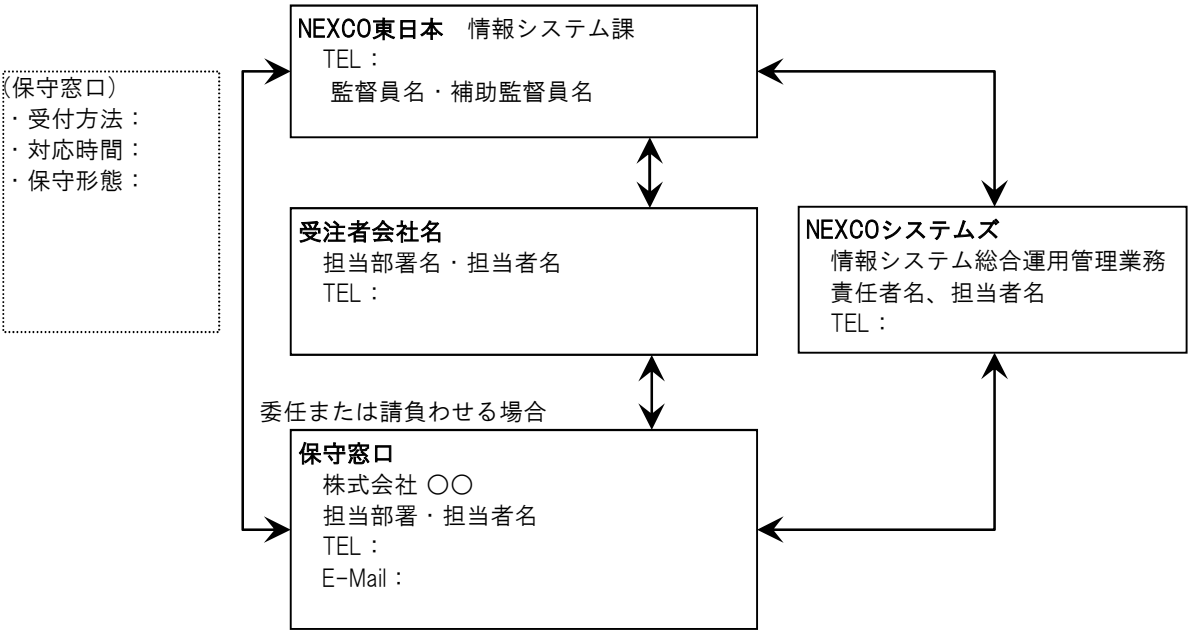 NEXCO東日本　情報システム課
TEL：
監督員名・補助監督員名
(保守窓口)
・受付方法：
・対応時間：
・保守形態：
受注者会社名
担当部署名・担当者名
TEL：
NEXCOシステムズ
情報システム総合運用管理業務
責任者名、担当者名
TEL：
委任または請負わせる場合
保守窓口
株式会社 〇〇
担当部署・担当者名
TEL：
E-Mail：